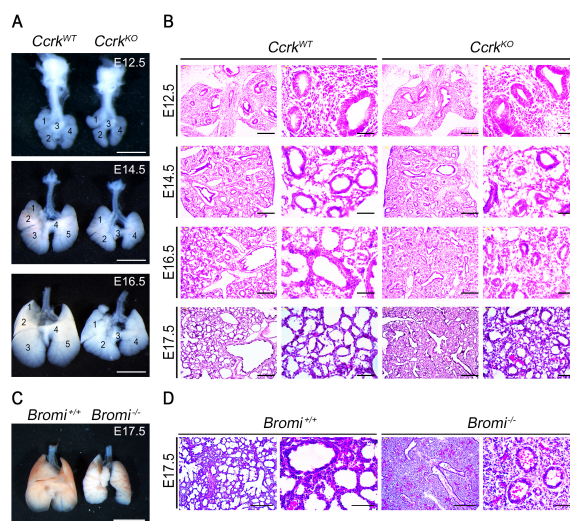 A
Ccrk^WT Ccrk^KO
E12.5
1 2 3 4
1 2 3 4
E14.5
1 2 3 4 5
1 2 3 4
E16.5
1 2 3 4 5
1 2 3 4
B
Ccrk^WT Ccrk^KO
E12.5
E14.5
E16.5
E17.5
C
Bromi^+/+ Bromi^-/-
E17.5
D
Bromi^+/+ Bromi^-/-
E17.5